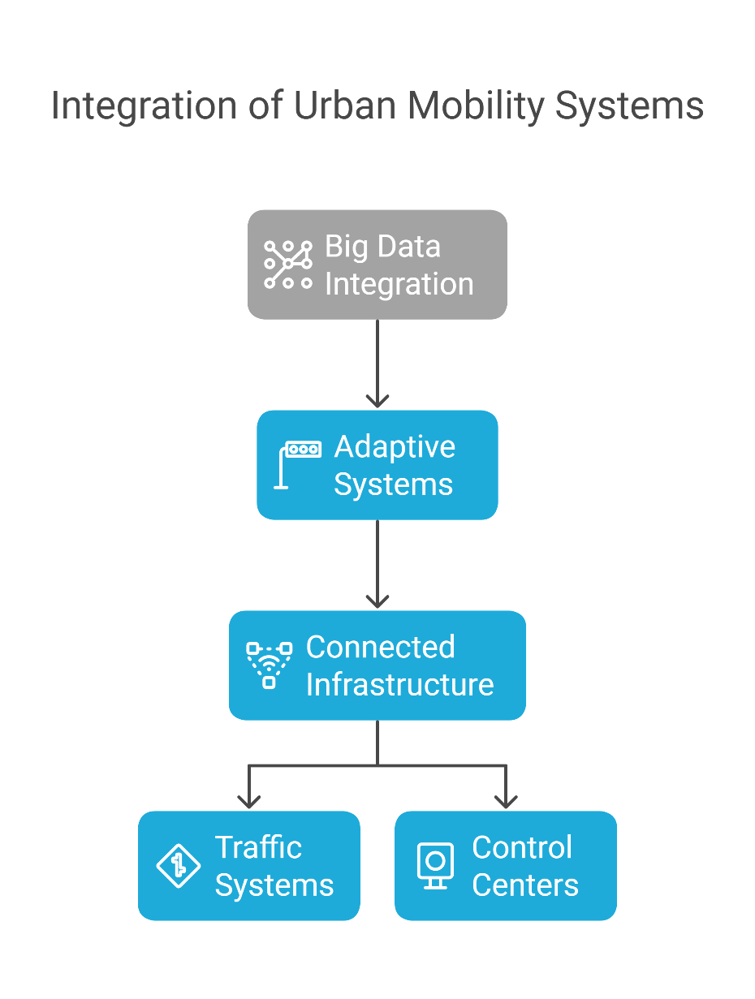 Integration of Urban Mobility Systems
Big Data
Integration
Adaptive
Systems
Connected
Infrastructure
Traffic
Systems
Control
Centers